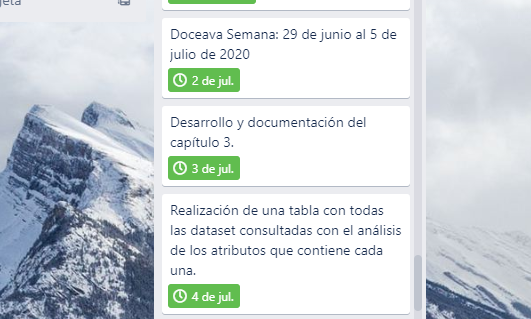 jeta
Doceava Semana: 29 de junio al 5 de
julio de 2020
2 de jul.
Desarrollo y documentación del
capítulo 3.
3 de jul.
Realización de una tabla con todas
las dataset consultadas con el análisis
de los atributos que contiene cada
una.
4 de jul.